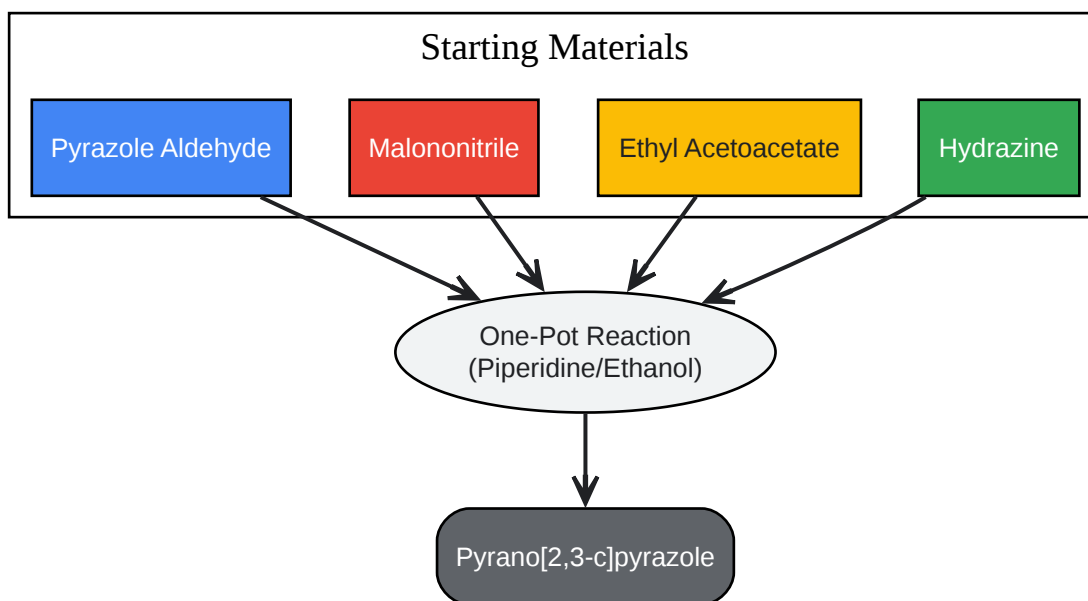 Starting Materials
Pyrazole Aldehyde
Malononitrile
Ethyl Acetoacetate
Hydrazine
One-Pot Reaction
(Piperidine/Ethanol)
Pyrano[2,3-c]pyrazole